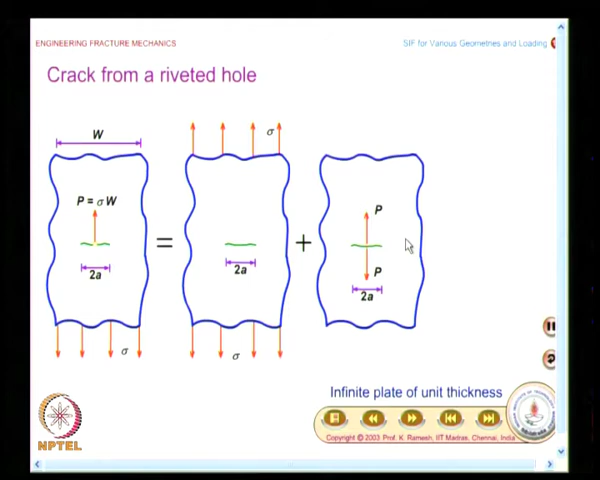 ENGINEERING FRACTURE MECHANICS
SIF for Various Geometries and Loading
Crack from a riveted hole
W
σ
P = σ W
P
=
+
2a
2a
P
2a
σ
σ
Infinite plate of unit thickness
NPTEL
Copyright © 2003 Prof. K. Ramesh, IIT Madras, Chennai, India